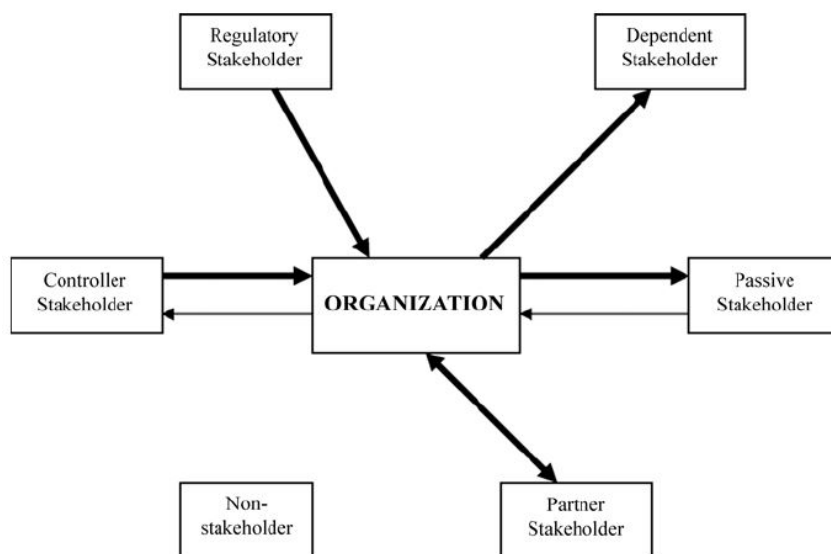 Regulatory
Stakeholder
Dependent
Stakeholder
Controller
Stakeholder
ORGANIZATION
Passive
Stakeholder
Non-
stakeholder
Partner
Stakeholder